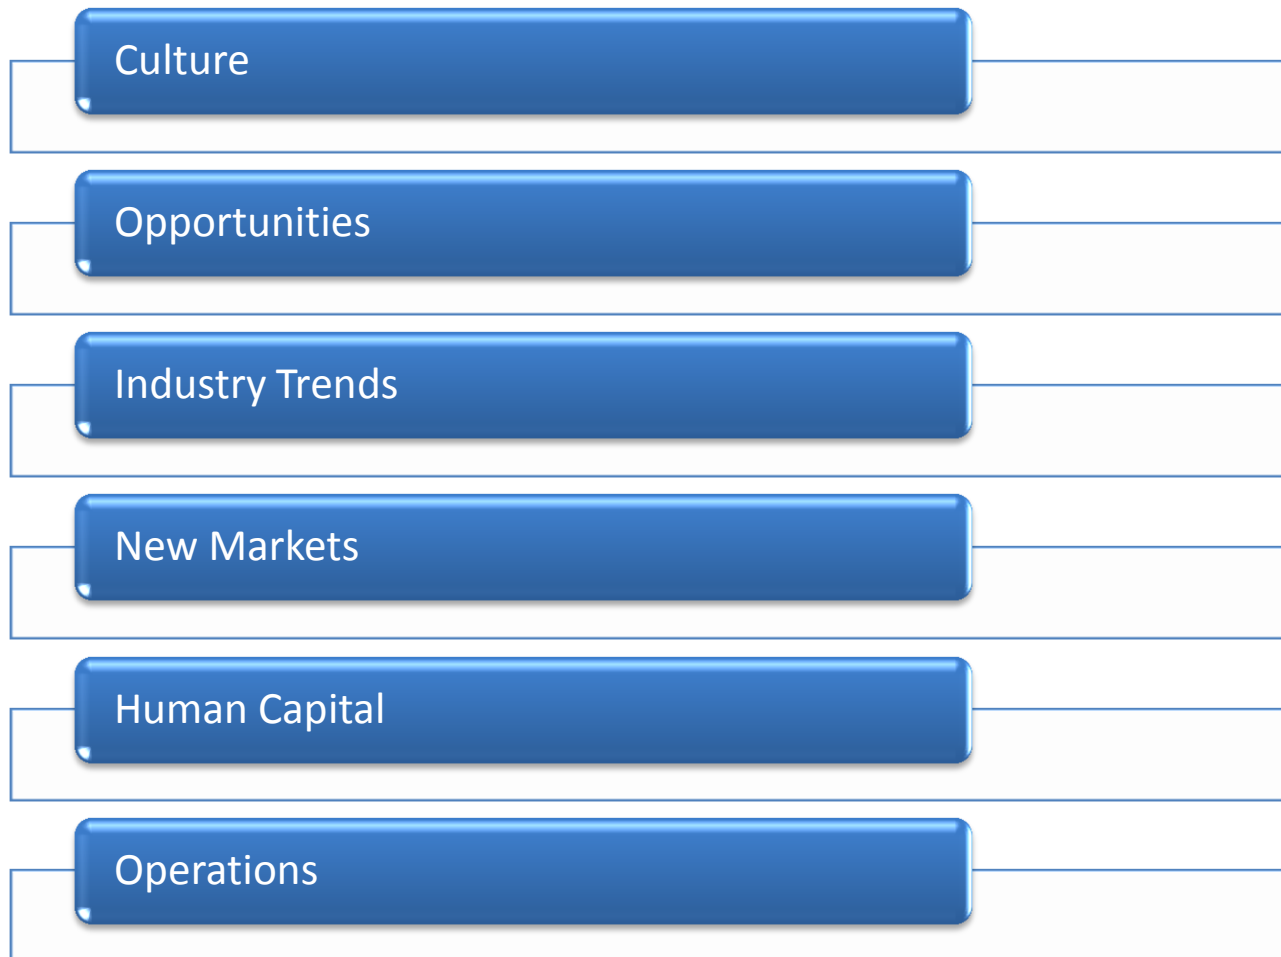 Culture
Opportunities
Industry Trends
New Markets
Human Capital
Operations